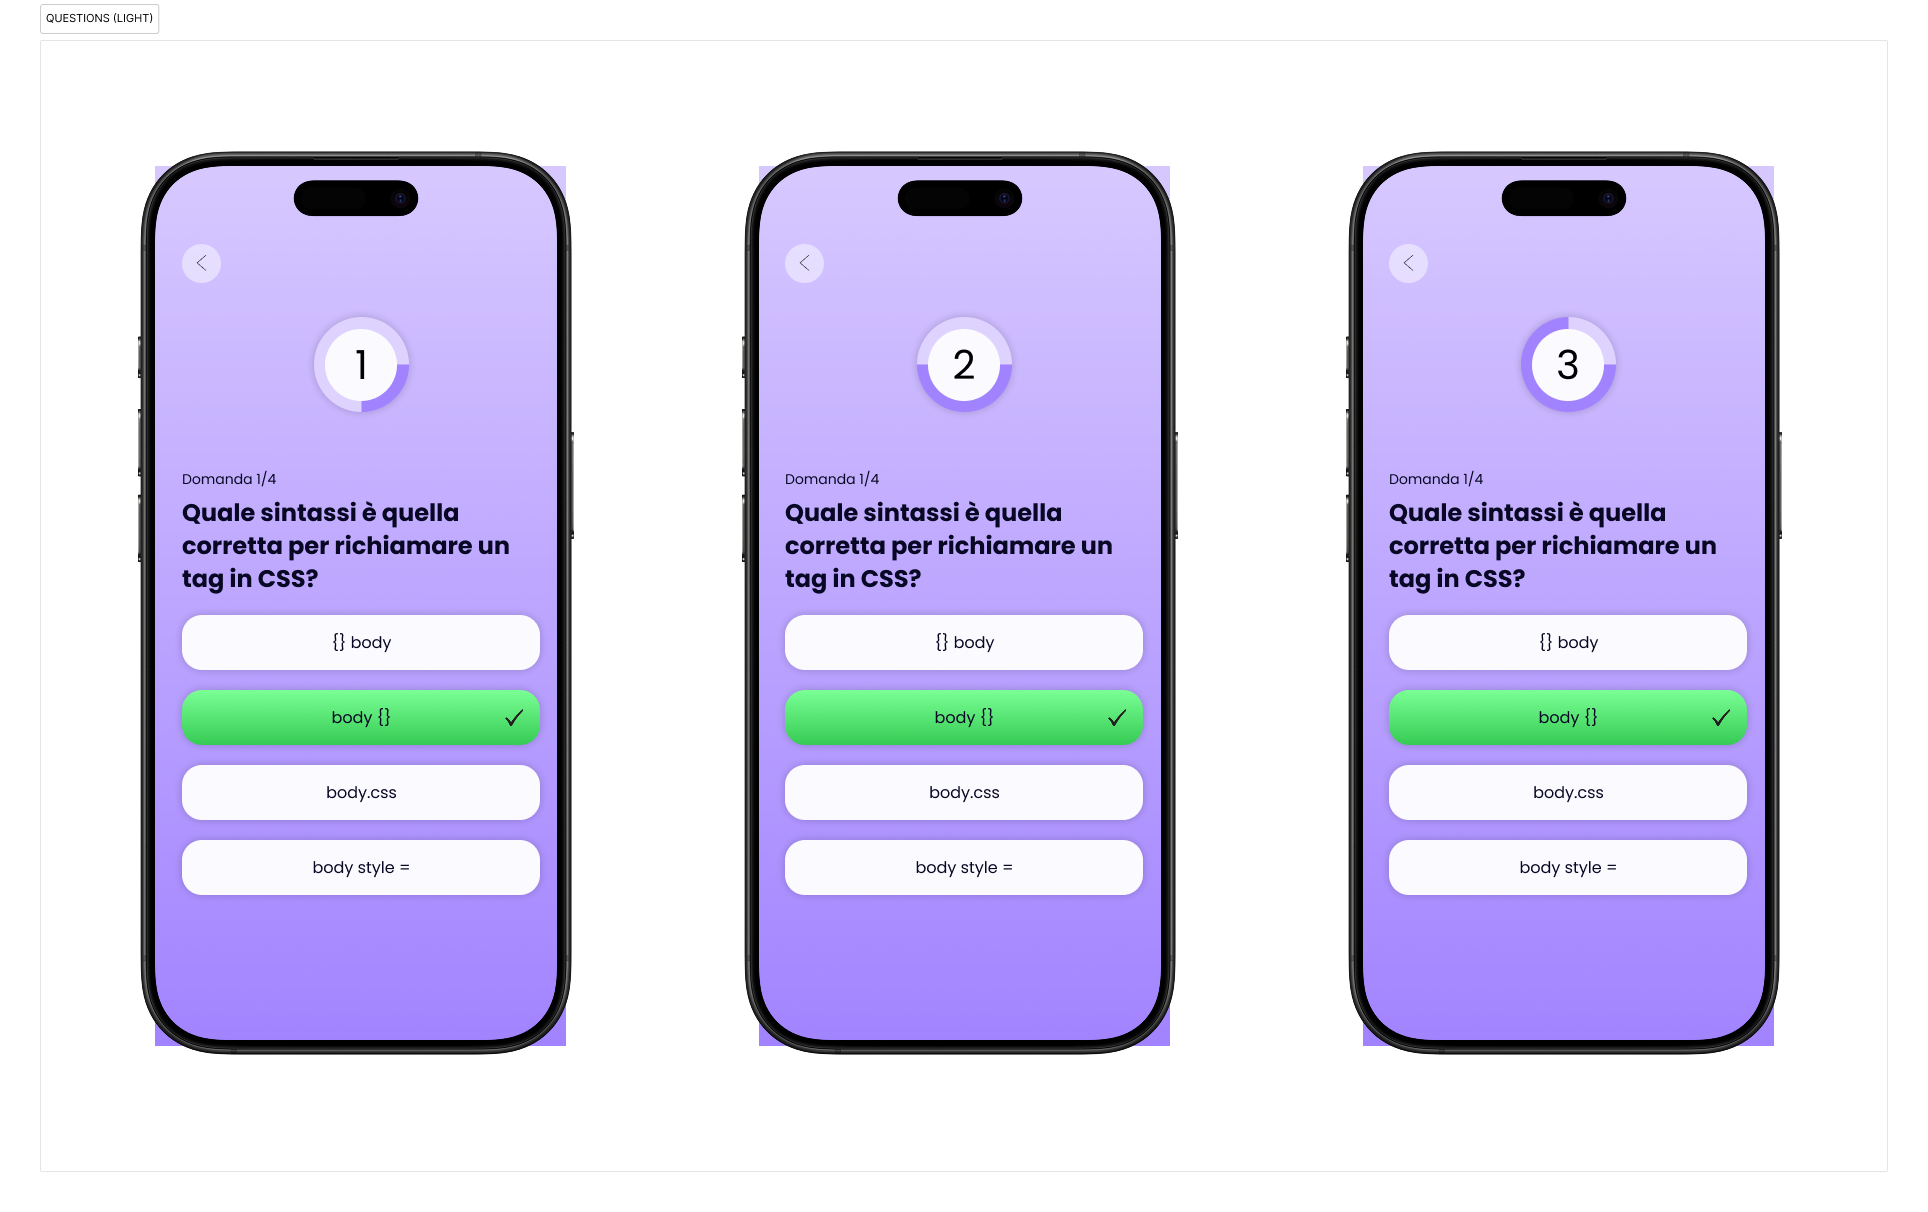 QUESTIONS (LIGHT)
1
Domanda 1/4
Quale sintassi è quella
corretta per richiamare un
tag in CSS?
{} body
body {}
body.css
body style =
2
Domanda 1/4
Quale sintassi è quella
corretta per richiamare un
tag in CSS?
{} body
body {}
body.css
body style =
3
Domanda 1/4
Quale sintassi è quella
corretta per richiamare un
tag in CSS?
{} body
body {}
body.css
body style =